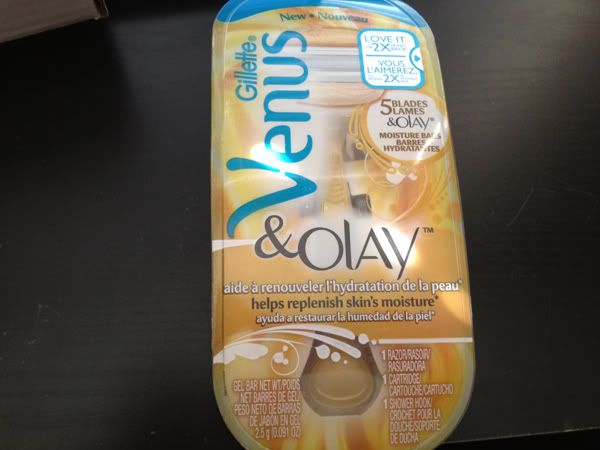 New • Nouveau
Gillette®
Venus
LOVE IT
2X
VOUS
L'AIMEREZ
2X
5 BLADES
LAMES
&OLAY®
MOISTURE BARS
BARRES
HYDRATANTES
&OLAY™
aide à renouveler l'hydratation de la peau*
helps replenish skin's moisture*
ayuda a restaurar la humedad de la piel*
GEL BAR NET WT/POIDS
NET BARRES DE GEL/
PESO NETO DE BARRAS
DE JABÓN EN GEL
2.5 g (0.091 OZ)
1 RAZOR/RASOIR/
RASURADORA
1 CARTRIDGE/
CARTOUCHE/CARTUCHO
1 SHOWER HOOK/
CROCHET POUR LA
DOUCHE/SOPORTE
DE DUCHA